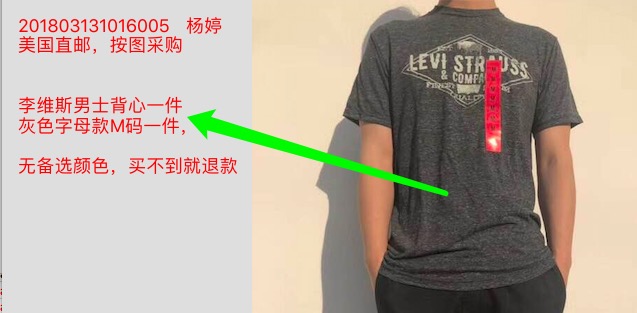 201803131016005 杨婷
美国直邮，按图采购
李维斯男士背心一件
灰色字母款M码一件，
无备选颜色，买不到就退款
LEVI STRAUSS
& COMPA